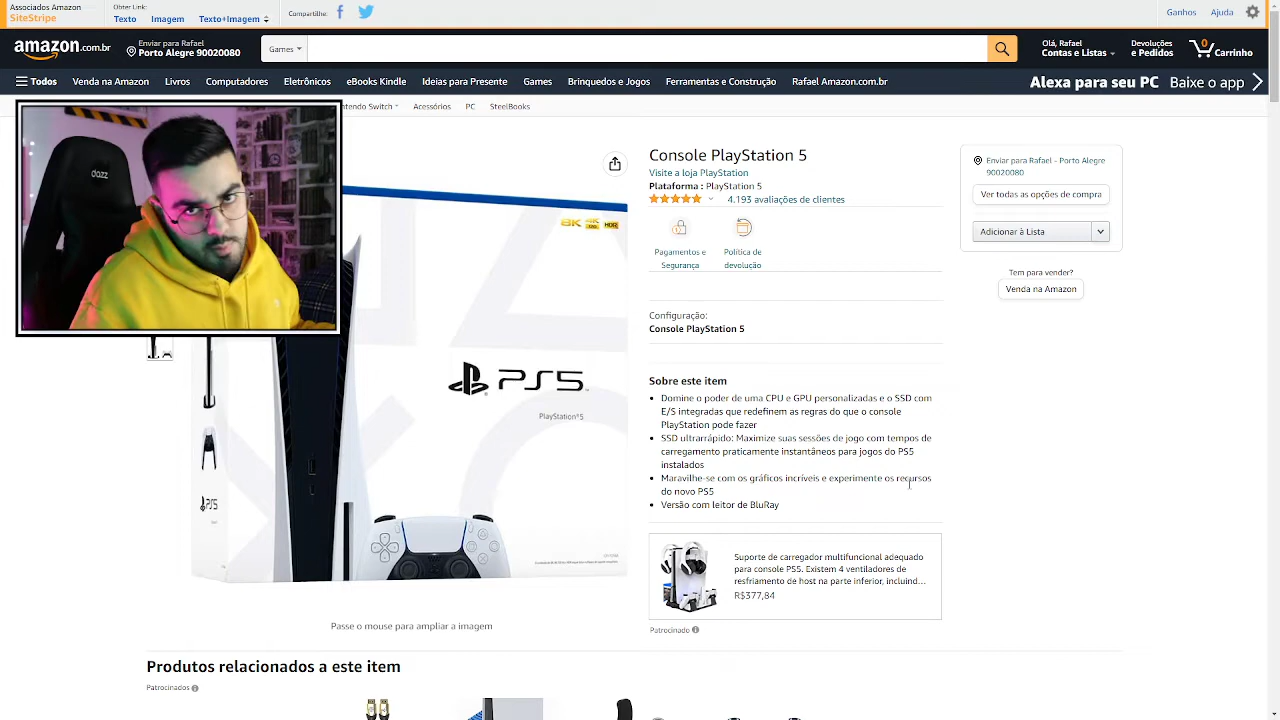 Associados Amazon
SiteStripe
Obter Link:
Texto
Imagem
Texto+Imagem
Compartilhe:
Ganhos
Ajuda
amazon.com.br
Enviar para Rafael
Porto Alegre 90020080
Games
Olá, Rafael
Contas e Listas
Devoluções
e Pedidos
0
Carrinho
Todos
Venda na Amazon
Livros
Computadores
Eletrônicos
eBooks Kindle
Ideias para Presente
Games
Brinquedos e Jogos
Ferramentas e Construção
Rafael Amazon.com.br
Alexa para seu PC
Baixe o app
ntendo Switch
Acessórios
PC
SteelBooks
dazz
8K
4K
HDR
PS5
PlayStation®5
PS5
Passe o mouse para ampliar a imagem
Console PlayStation 5
Visite a loja PlayStation
Plataforma : PlayStation 5
4.193 avaliações de clientes
Pagamentos e
Segurança
Política de
devolução
Configuração:
Console PlayStation 5
Sobre este item
Domine o poder de uma CPU e GPU personalizadas e o SSD com
E/S integradas que redefinem as regras do que o console
PlayStation pode fazer
SSD ultrarrápido: Maximize suas sessões de jogo com tempos de
carregamento praticamente instantâneos para jogos do PS5
instalados
Maravilhe-se com os gráficos incríveis e experimente os recursos
do novo PS5
Versão com leitor de BluRay
Suporte de carregador multifuncional adequado
para console PS5. Existem 4 ventiladores de
resfriamento de host na parte inferior, incluind...
R$377,84
Patrocinado
Enviar para Rafael - Porto Alegre
90020080
Ver todas as opções de compra
Adicionar à Lista
Tem para vender?
Venda na Amazon
Produtos relacionados a este item
Patrocinados